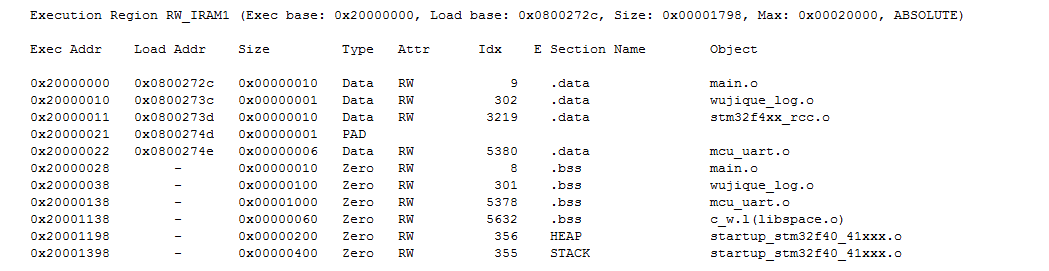 Execution Region RW_IRAM1 (Exec base: 0x20000000, Load base: 0x0800272c, Size: 0x00001798, Max: 0x00020000, ABSOLUTE)
Exec Addr Load Addr Size Type Attr Idx E Section Name Object
0x20000000 0x0800272c 0x00000010 Data RW 9 .data main.o
0x20000010 0x0800273c 0x00000001 Data RW 302 .data wujique_log.o
0x20000011 0x0800273d 0x00000010 Data RW 3219 .data stm32f4xx_rcc.o
0x20000021 0x0800274d 0x00000001 PAD
0x20000022 0x0800274e 0x00000006 Data RW 5380 .data mcu_uart.o
0x20000028 - 0x00000010 Zero RW 8 .bss main.o
0x20000038 - 0x00000100 Zero RW 301 .bss wujique_log.o
0x20000138 - 0x00001000 Zero RW 5378 .bss mcu_uart.o
0x20001138 - 0x00000060 Zero RW 5632 .bss c_w.l(libspace.o)
0x20001198 - 0x00000200 Zero RW 356 HEAP startup_stm32f40_41xxx.o
0x20001398 - 0x00000400 Zero RW 355 STACK startup_stm32f40_41xxx.o